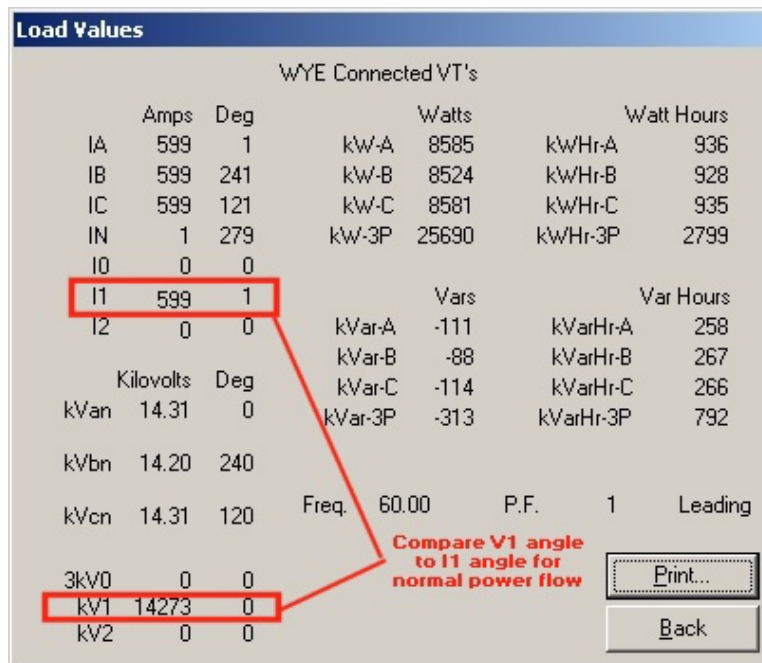 Load Values
WYE Connected VT's
Amps Deg
IA 599 1
IB 599 241
IC 599 121
IN 1 279
I0 0 0
I1 599 1
I2 0 0
Watts
kW-A 8585
kW-B 8524
kW-C 8581
kW-3P 25690
Watt Hours
kWHr-A 936
kWHr-B 928
kWHr-C 935
kWHr-3P 2799
Kilovolts Deg
kVan 14.31 0
kVbn 14.20 240
kVcn 14.31 120
3kV0 0 0
kV1 14273 0
kV2 0 0
Vars
kVar-A -111
kVar-B -88
kVar-C -114
kVar-3P -313
Var Hours
kVarHr-A 258
kVarHr-B 267
kVarHr-C 266
kVarHr-3P 792
Freq. 60.00 P.F. 1 Leading
Compare V1 angle
to I1 angle for
normal power flow
Print...
Back